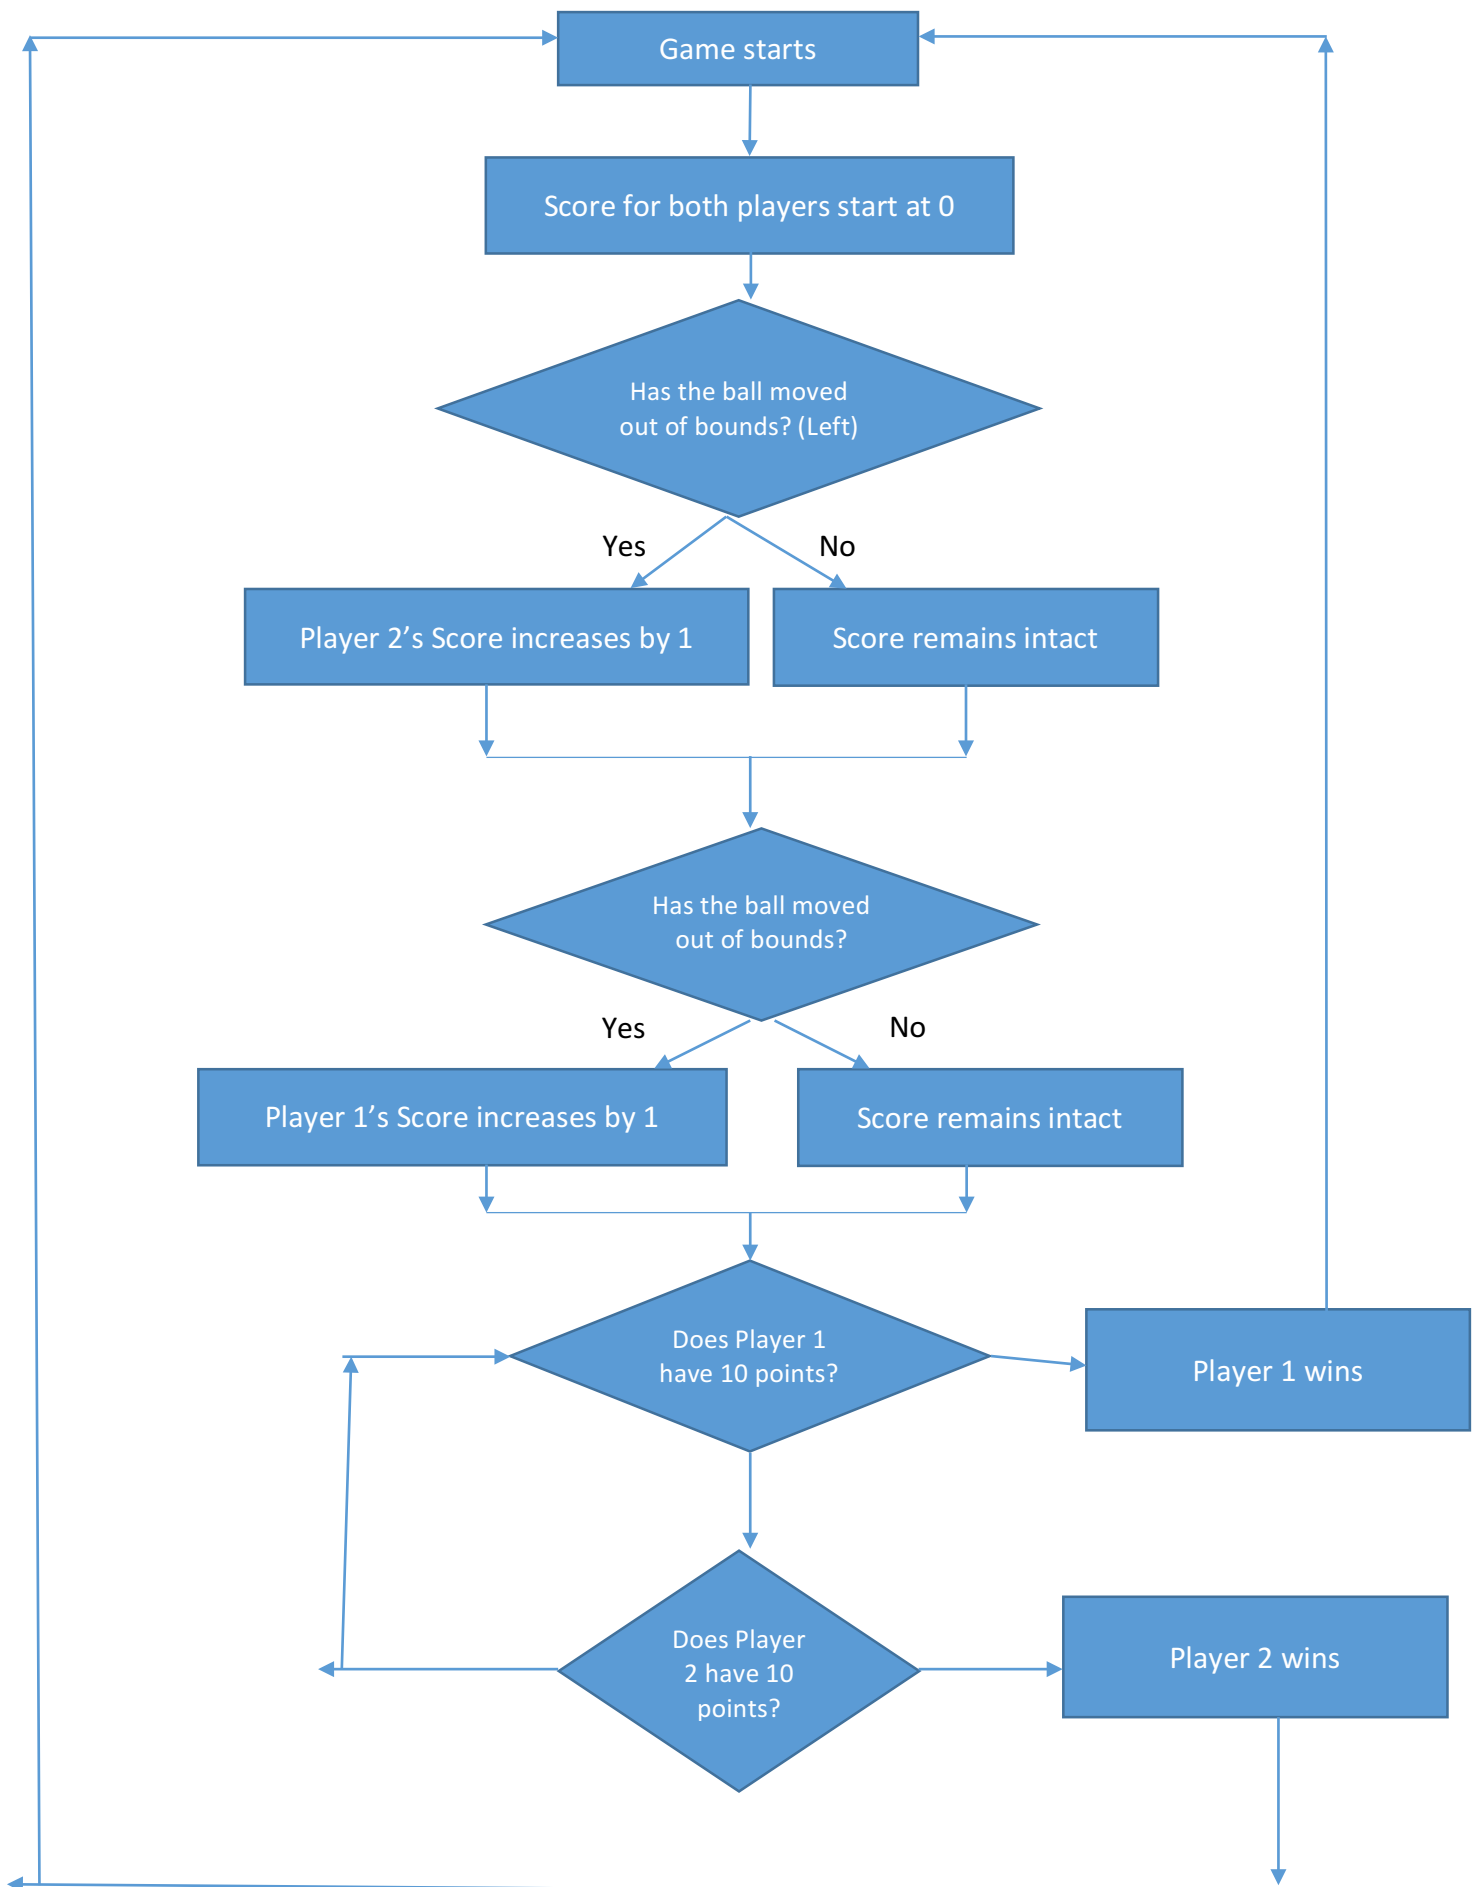 Game starts
Score for both players start at 0
Has the ball moved
out of bounds? (Left)
Yes
No
Player 2’s Score increases by 1
Score remains intact
Has the ball moved
out of bounds?
Yes
No
Player 1’s Score increases by 1
Score remains intact
Does Player 1
have 10 points?
Player 1 wins
Does Player
2 have 10
points?
Player 2 wins